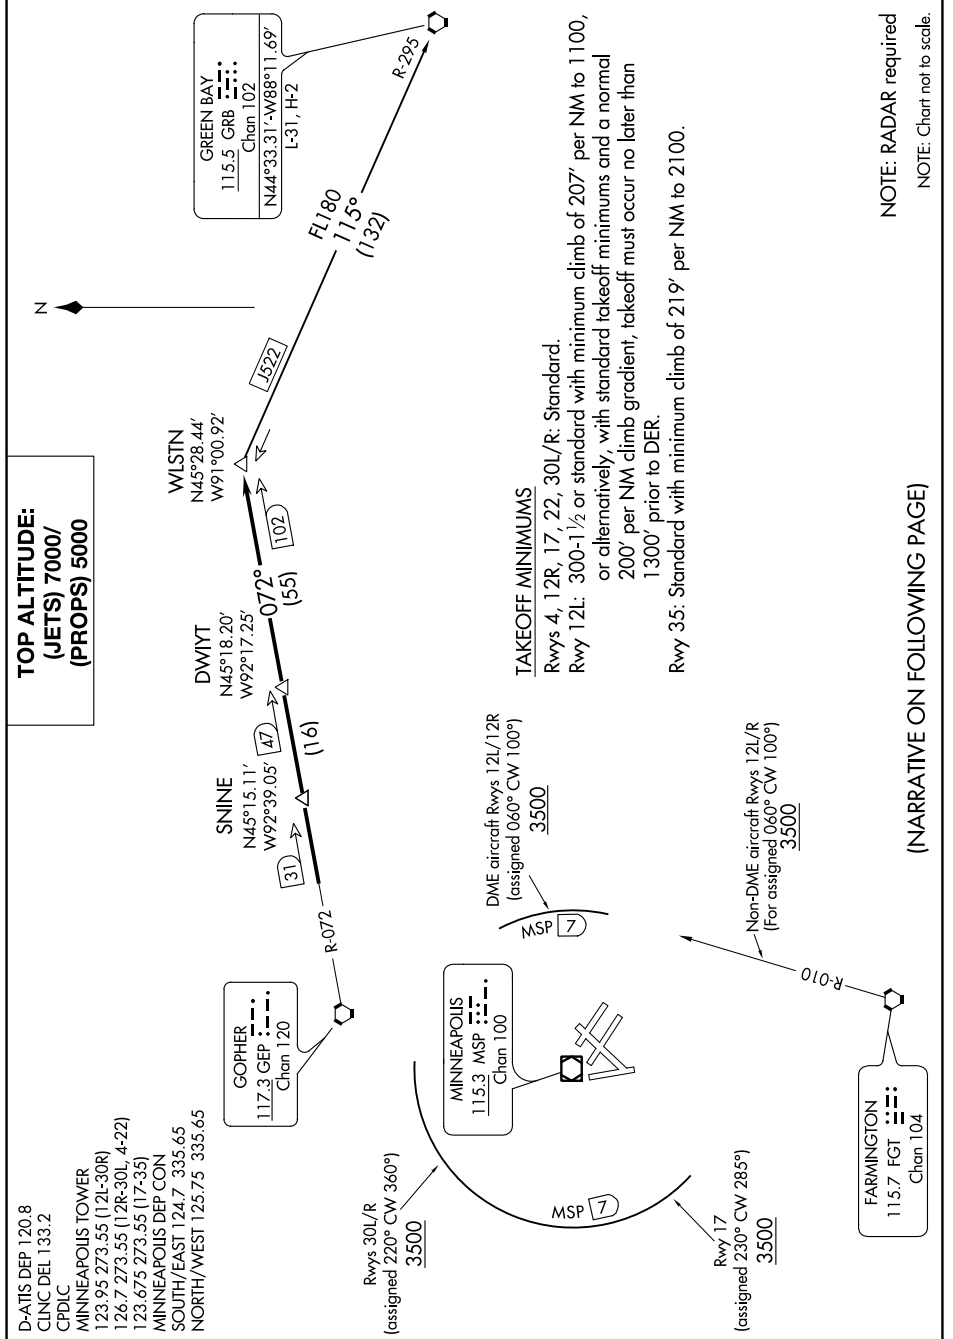 TOP ALTITUDE:
(JETS) 7000/
(PROPS) 5000
D-ATIS DEP 120.8
CLNC DEL 133.2
CPDLC
MINNEAPOLIS TOWER
123.95 273.55 (12L-30R)
126.7 273.55 (12R-30L, 4-22)
123.675 273.55 (17-35)
MINNEAPOLIS DEP CON
SOUTH/EAST 124.7 335.65
NORTH/WEST 125.75 335.65
GOPHER
117.3 GEP
Chan 120
R-072
31
SNINE
N45°15.11'
W92°39.05'
47
(16)
DWIYT
N45°18.20'
W92°17.25'
072°
(55)
102
WLSTN
N45°28.44'
W91°00.92'
J522
N
FL180
115°
(132)
R-295
GREEN BAY
115.5 GRB
Chan 102
N44°33.31'-W88°11.69'
L-31, H-2
Rwys 30L/R
(assigned 220° CW 360°)
3500
MSP 7
Rwy 17
(assigned 230° CW 285°)
3500
MINNEAPOLIS
115.3 MSP
Chan 100
MSP 7
DME aircraft Rwys 12L/12R
(assigned 060° CW 100°)
3500
Non-DME aircraft Rwys 12L/R
(For assigned 060° CW 100°)
3500
R-010
FARMINGTON
115.7 FGT
Chan 104
TAKEOFF MINIMUMS
Rwys 4, 12R, 17, 22, 30L/R: Standard.
Rwy 12L: 300-1½ or standard with minimum climb of 207' per NM to 1100,
or alternatively, with standard takeoff minimums and a normal
200' per NM climb gradient, takeoff must occur no later than
1300' prior to DER.
Rwy 35: Standard with minimum climb of 219' per NM to 2100.
NOTE: RADAR required
NOTE: Chart not to scale.
(NARRATIVE ON FOLLOWING PAGE)